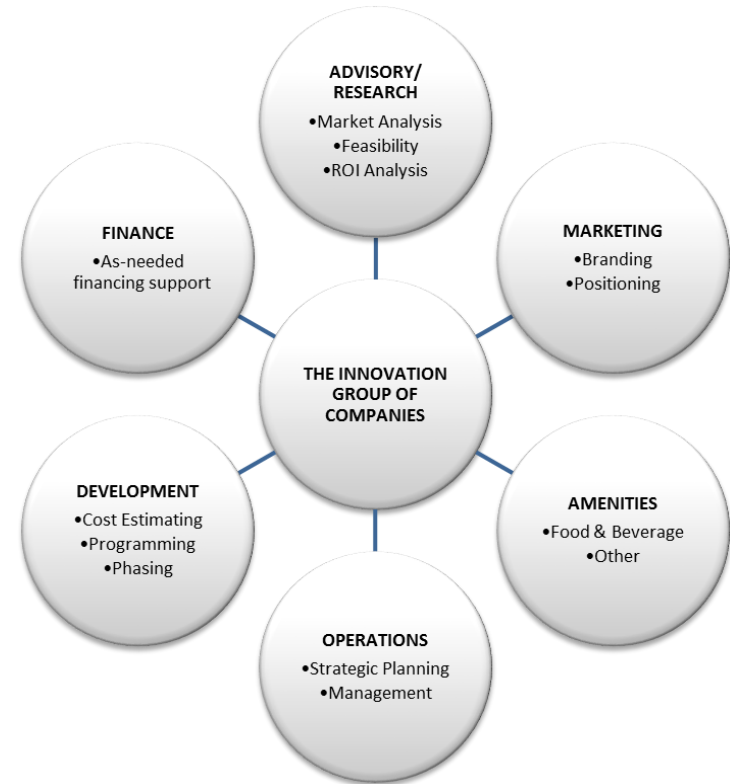 ADVISORY/
RESEARCH
•Market Analysis
•Feasibility
•ROI Analysis
MARKETING
•Branding
•Positioning
AMENITIES
•Food & Beverage
•Other
OPERATIONS
•Strategic Planning
•Management
DEVELOPMENT
•Cost Estimating
•Programming
•Phasing
FINANCE
•As-needed
financing support
THE INNOVATION
GROUP OF
COMPANIES